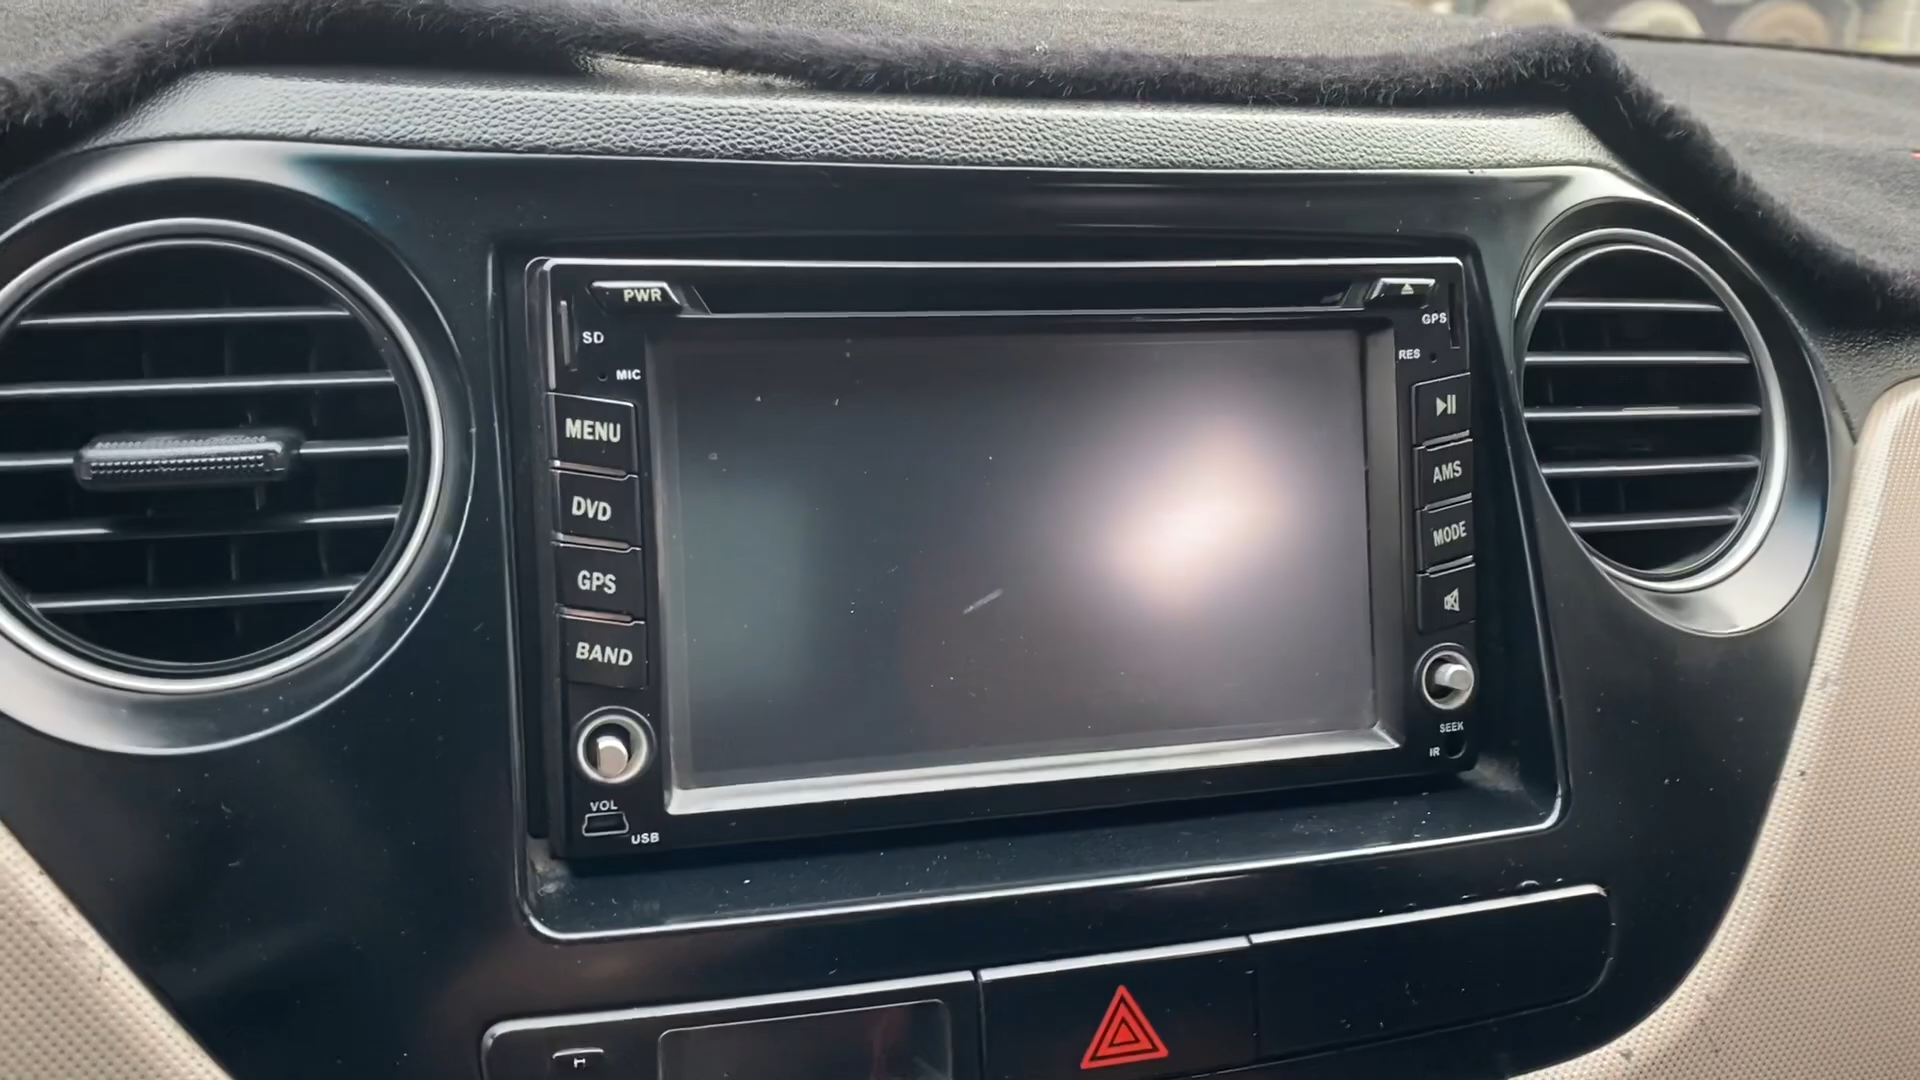 PWR
SD
MIC
MENU
DVD
GPS
BAND
VOL
USB
GPS
RES
AMS
MODE
SEEK
IR
H